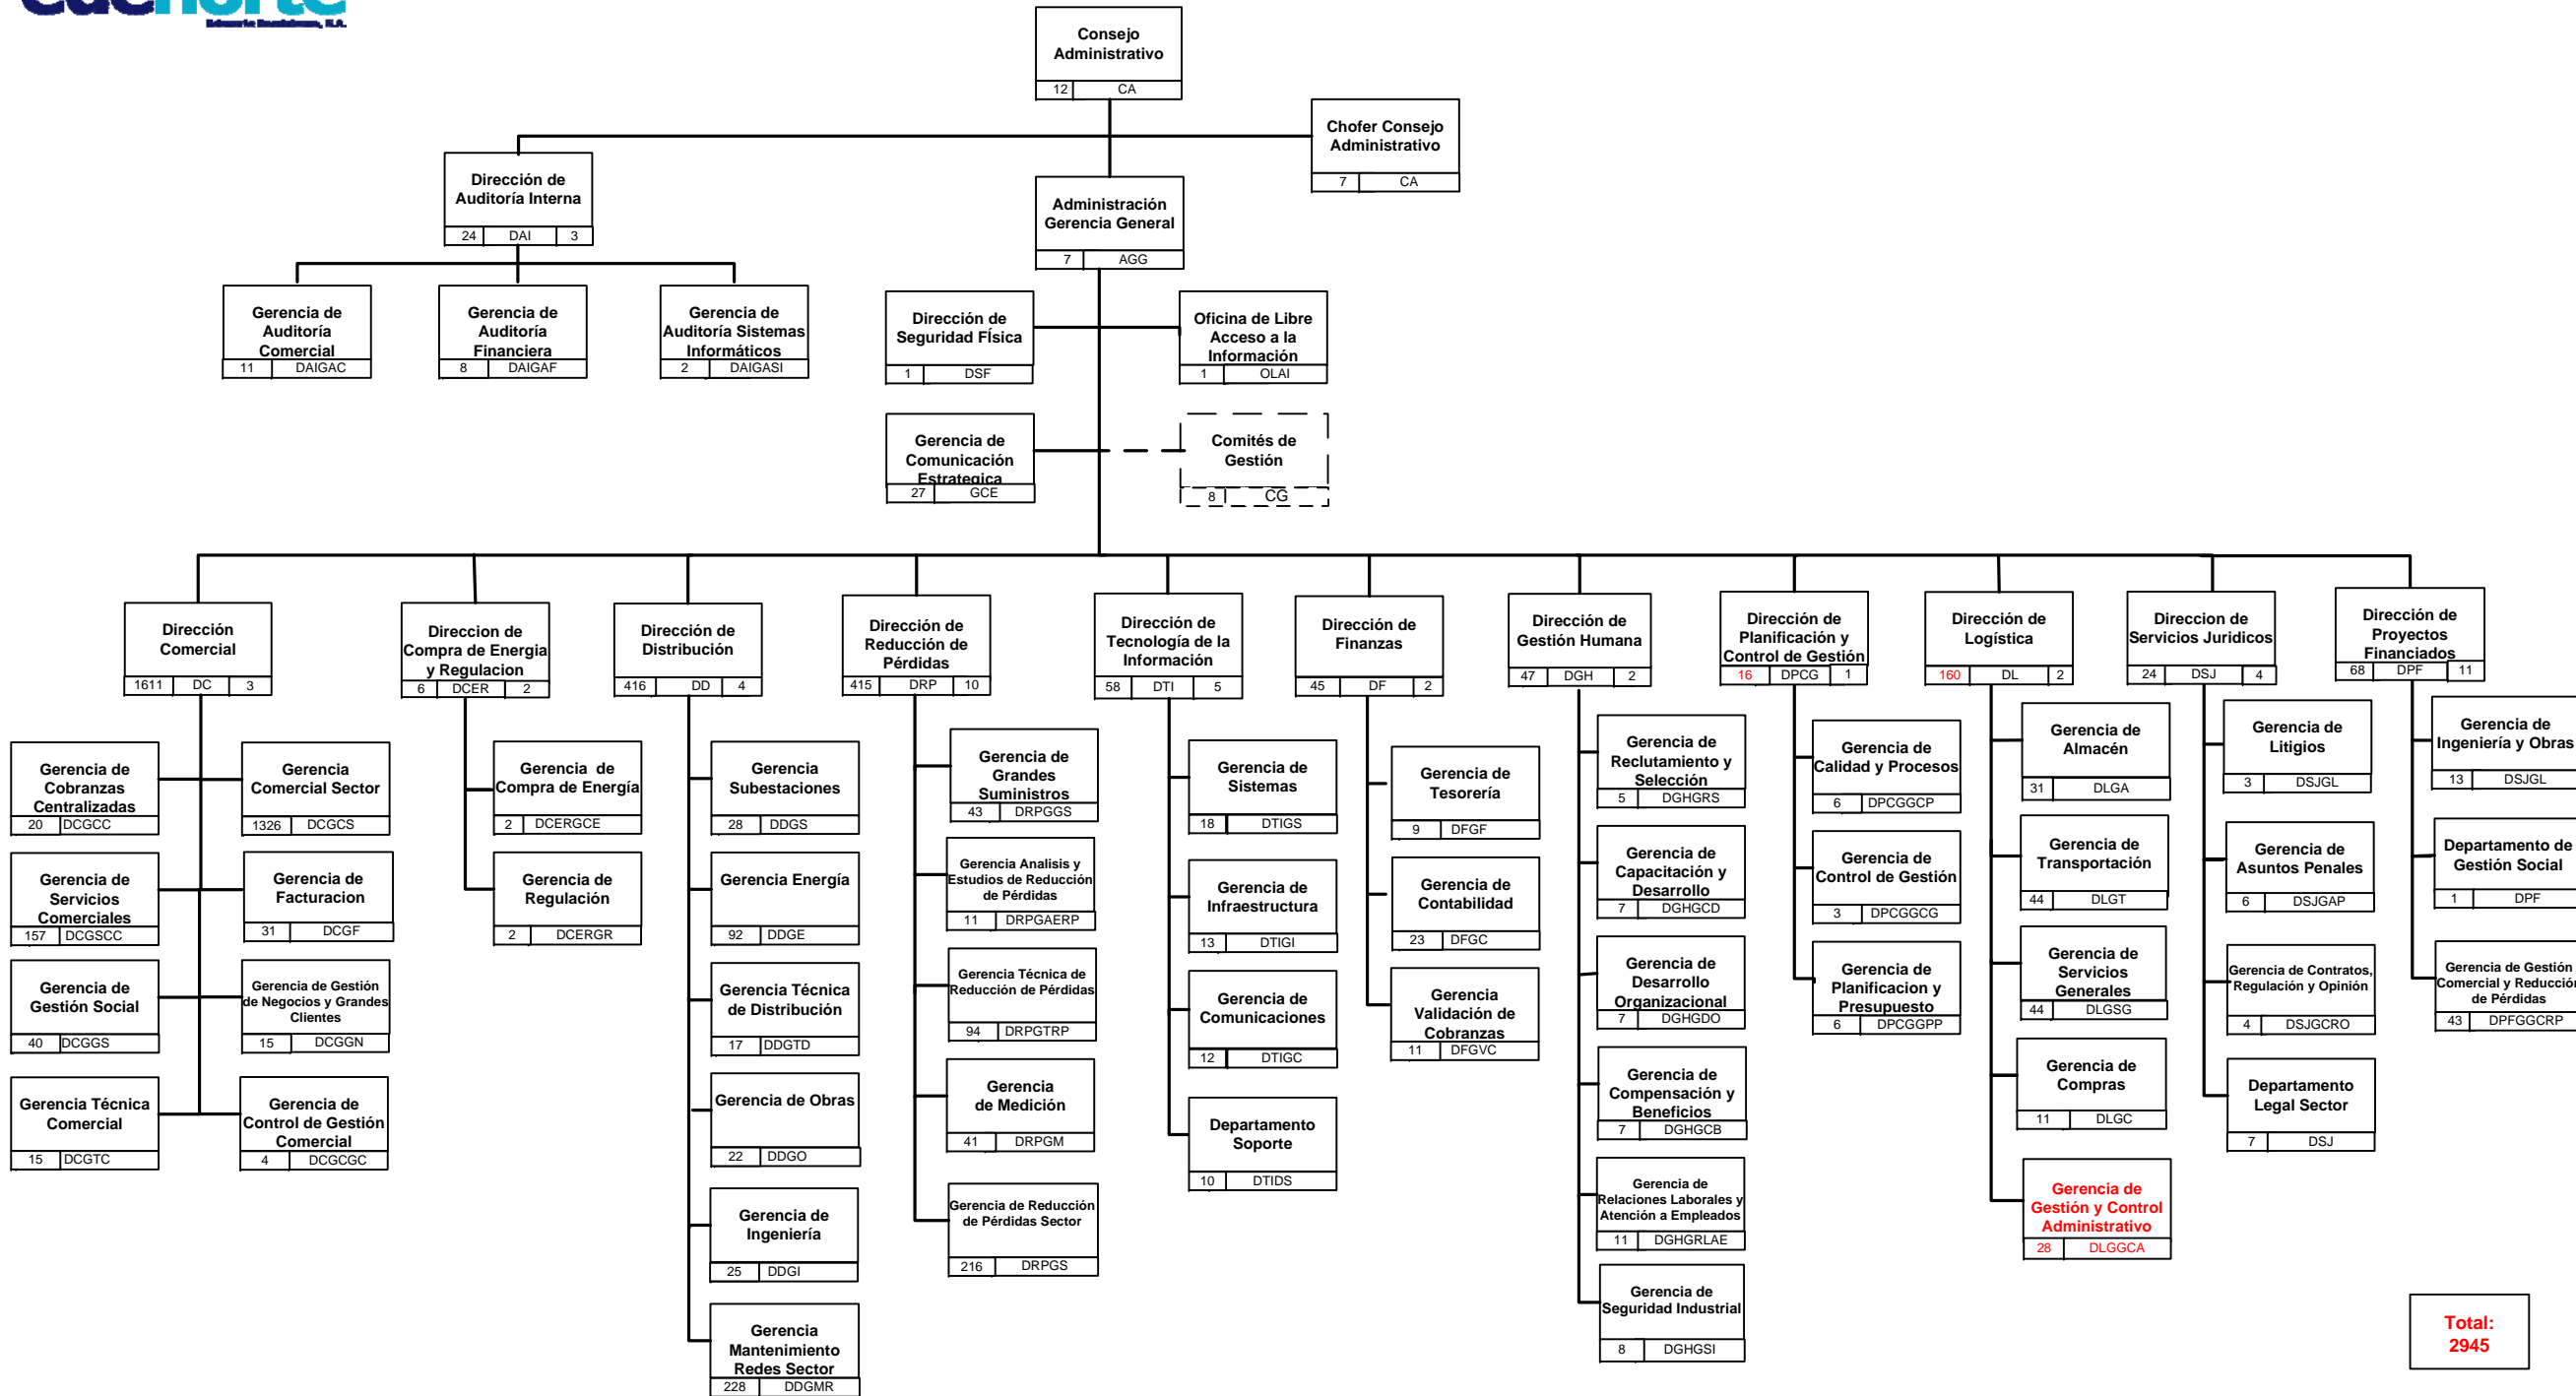 edenorte
Consejo
Administrativo
12 CA
Chofer Consejo
Administrativo
7 CA
Dirección de
Auditoría Interna
24 DAI 3
Administración
Gerencia General
7 AGG
Gerencia de
Auditoría
Comercial
11 DAIGAC
Gerencia de
Auditoría
Financiera
8 DAIGAF
Gerencia de
Auditoría Sistemas
Informáticos
2 DAIGASI
Dirección de
Seguridad FÍsica
1 DSF
Oficina de Libre
Acceso a la
Información
1 OLAI
Gerencia de
Comunicación
Estrategica
27 GCE
Comités de
Gestión
8 CG
Dirección
Comercial
1611 DC 3
Direccion de
Compra de Energia
y Regulacion
6 DCER 2
Dirección de
Distribución
416 DD 4
Dirección de
Reducción de
Pérdidas
415 DRP 10
Dirección de
Tecnología de la
Información
58 DTI 5
Dirección de
Finanzas
45 DF 2
Dirección de
Gestión Humana
47 DGH 2
Dirección de
Planificación y
Control de Gestión
16 DPCG 1
Dirección de
Logística
160 DL 2
Direccion de
Servicios Juridicos
24 DSJ 4
Dirección de
Proyectos
Financiados
68 DPF 11
Gerencia de
Cobranzas
Centralizadas
20 DCGCC
Gerencia
Comercial Sector
1326 DCGCS
Gerencia de
Servicios
Comerciales
157 DCGSCC
Gerencia de
Facturacion
31 DCGF
Gerencia de
Gestión Social
40 DCGGS
Gerencia de Gestión
de Negocios y Grandes
Clientes
15 DCGGN
Gerencia Técnica
Comercial
15 DCGTC
Gerencia de
Control de Gestión
Comercial
4 DCGCGC
Gerencia de
Compra de Energía
2 DCERGCE
Gerencia de
Regulación
2 DCERGR
Gerencia
Subestaciones
28 DDGS
Gerencia Energía
92 DDGE
Gerencia Técnica
de Distribución
17 DDGTD
Gerencia de Obras
22 DDGO
Gerencia de
Ingeniería
25 DDGI
Gerencia
Mantenimiento
Redes Sector
228 DDGMR
Gerencia de
Grandes
Suministros
43 DRPGGS
Gerencia Analisis y
Estudios de Reducción
de Pérdidas
11 DRPGAERP
Gerencia Técnica de
Reducción de Pérdidas
94 DRPGTRP
Gerencia
de Medición
41 DRPGM
Gerencia de Reducción
de Pérdidas Sector
216 DRPGS
Gerencia de
Sistemas
18 DTIGS
Gerencia de
Infraestructura
13 DTIGI
Gerencia de
Comunicaciones
12 DTIGC
Departamento
Soporte
10 DTIDS
Gerencia de
Tesorería
9 DFGF
Gerencia de
Contabilidad
23 DFGC
Gerencia
Validación de
Cobranzas
11 DFGVC
Gerencia de
Reclutamiento y
Selección
5 DGHGRS
Gerencia de
Capacitación y
Desarrollo
7 DGHGCD
Gerencia de
Desarrollo
Organizacional
7 DGHGDO
Gerencia de
Compensación y
Beneficios
7 DGHGCB
Gerencia de
Relaciones Laborales y
Atención a Empleados
11 DGHGRLAE
Gerencia de
Seguridad Industrial
8 DGHGSI
Gerencia de
Calidad y Procesos
6 DPCGGCP
Gerencia de
Control de Gestión
3 DPCGGCG
Gerencia de
Planificacion y
Presupuesto
6 DPCGGPP
Gerencia de
Almacén
31 DLGA
Gerencia de
Transportación
44 DLGT
Gerencia de
Servicios
Generales
44 DLGSG
Gerencia de
Compras
11 DLGC
Gerencia de
Gestión y Control
Administrativo
28 DLGGCA
Gerencia de
Litigios
3 DSJGL
Gerencia de
Asuntos Penales
6 DSJGAP
Gerencia de Contratos,
Regulación y Opinión
4 DSJGCRO
Departamento
Legal Sector
7 DSJ
Gerencia de
Ingeniería y Obras
13 DSJGL
Departamento de
Gestión Social
1 DPF
Gerencia de Gestión
Comercial y Reducción
de Pérdidas
43 DPFGGCRP
Total:
2945